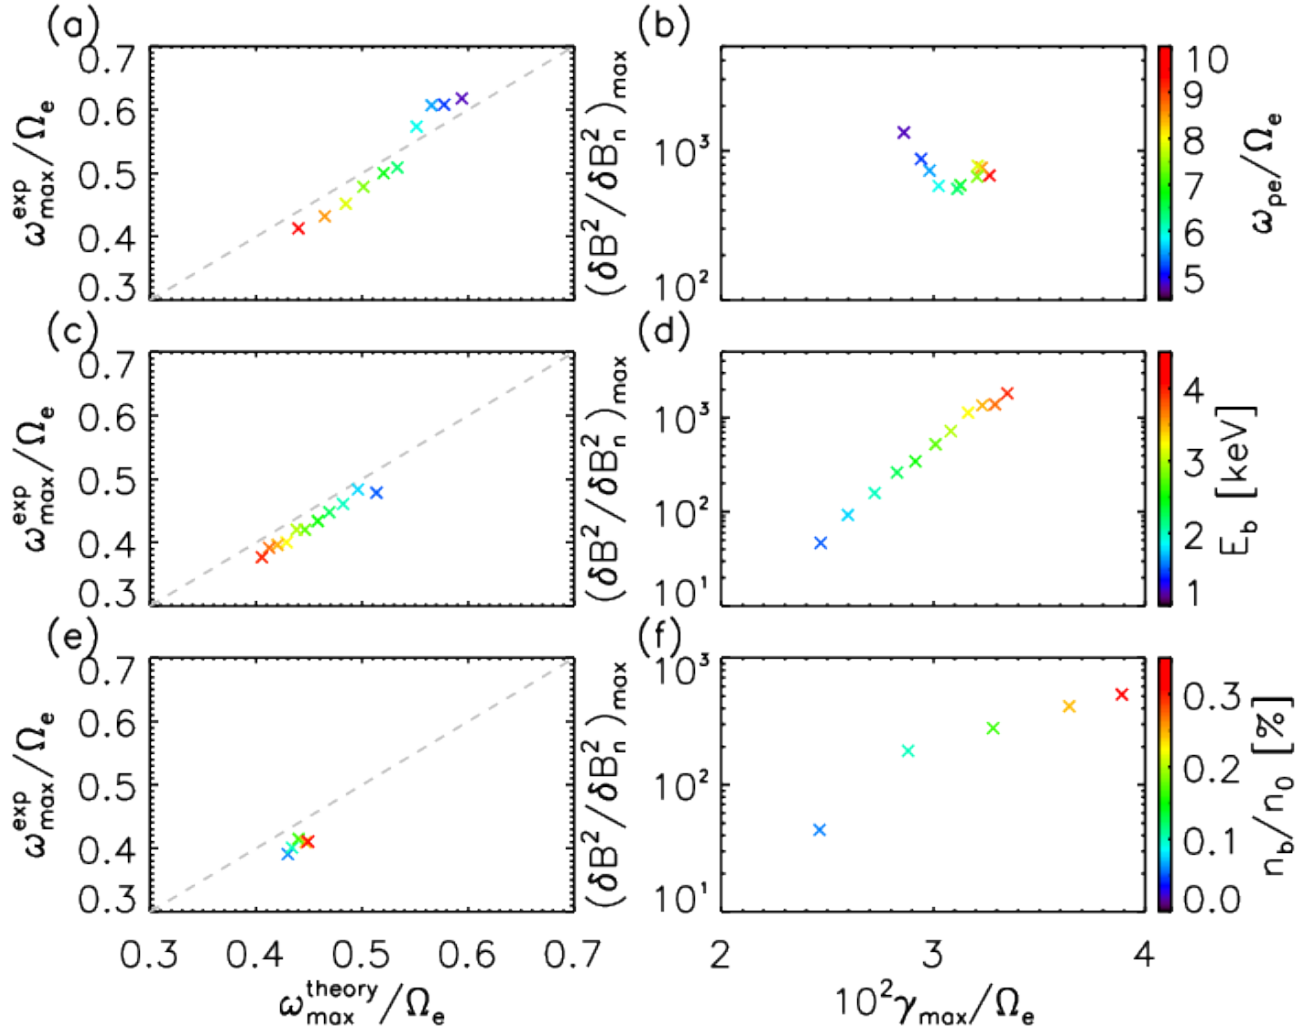 (a)
0.7
0.6
0.5
0.4
0.3
ω_max^exp/Ω_e
(b)
10³
10²
(δB²/δB_n²)_max
10
9
8
7
6
5
ω_pe/Ω_e
(c)
0.7
0.6
0.5
0.4
0.3
ω_max^exp/Ω_e
(d)
10³
10²
10¹
(δB²/δB_n²)_max
4
3
2
1
E_b [keV]
(e)
0.7
0.6
0.5
0.4
0.3
ω_max^exp/Ω_e
0.3 0.4 0.5 0.6 0.7
ω_max^theory/Ω_e
(f)
10³
10²
10¹
(δB²/δB_n²)_max
2 3 4
10²γ_max/Ω_e
0.3
0.2
0.1
0.0
n_b/n_0 [%]